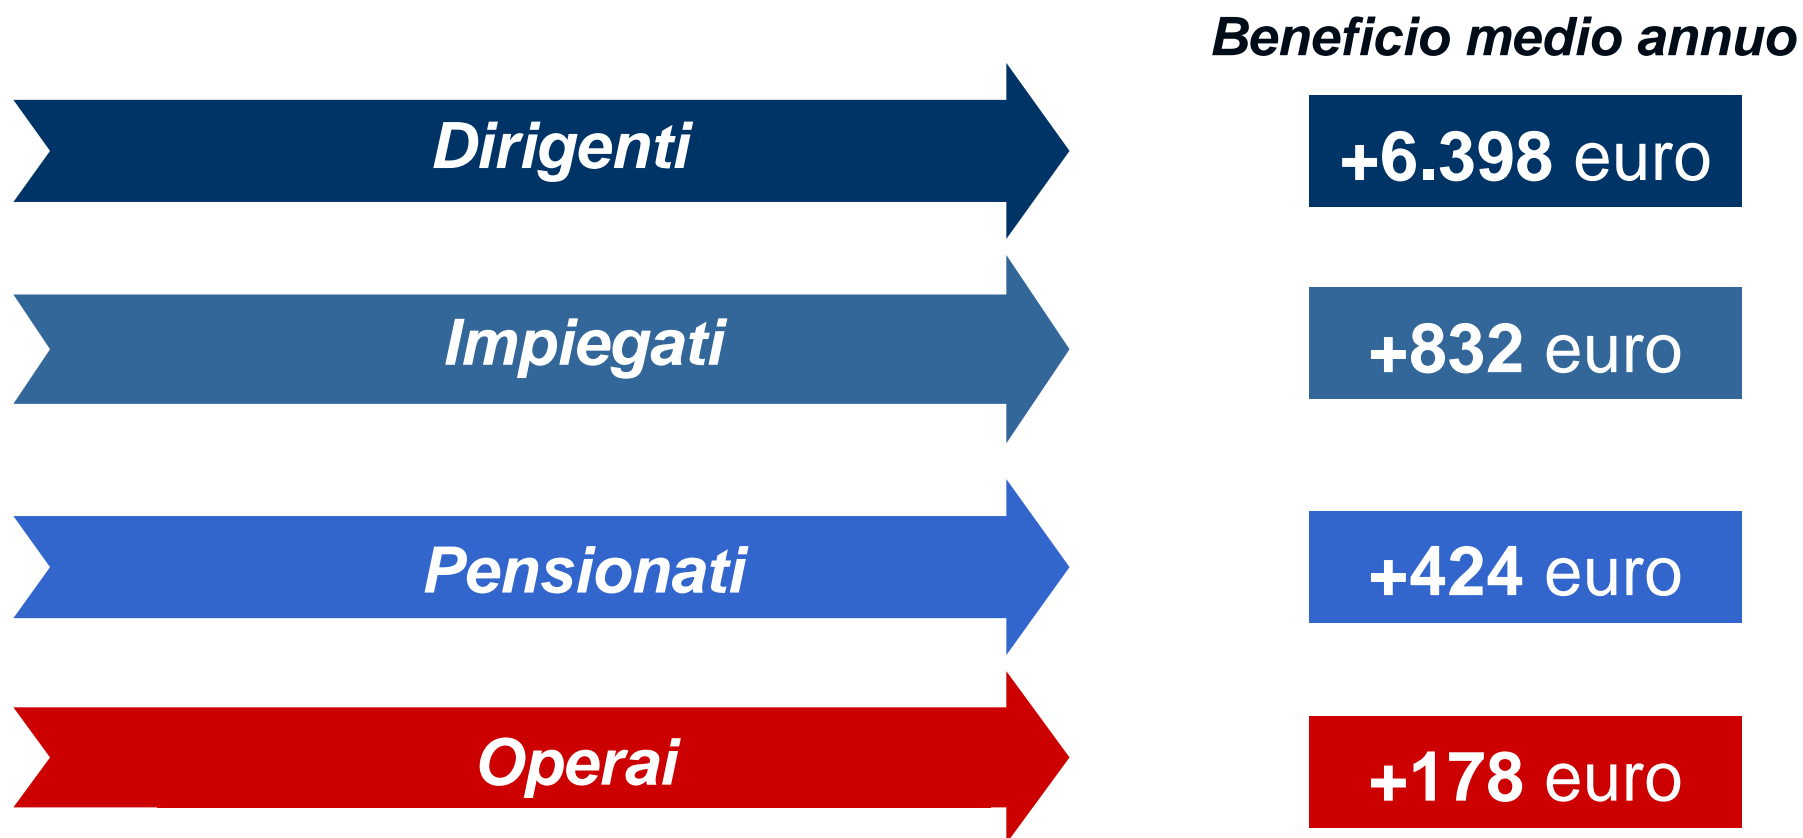 Beneficio medio annuo
Dirigenti
+6.398 euro
Impiegati
+832 euro
Pensionati
+424 euro
Operai
+178 euro